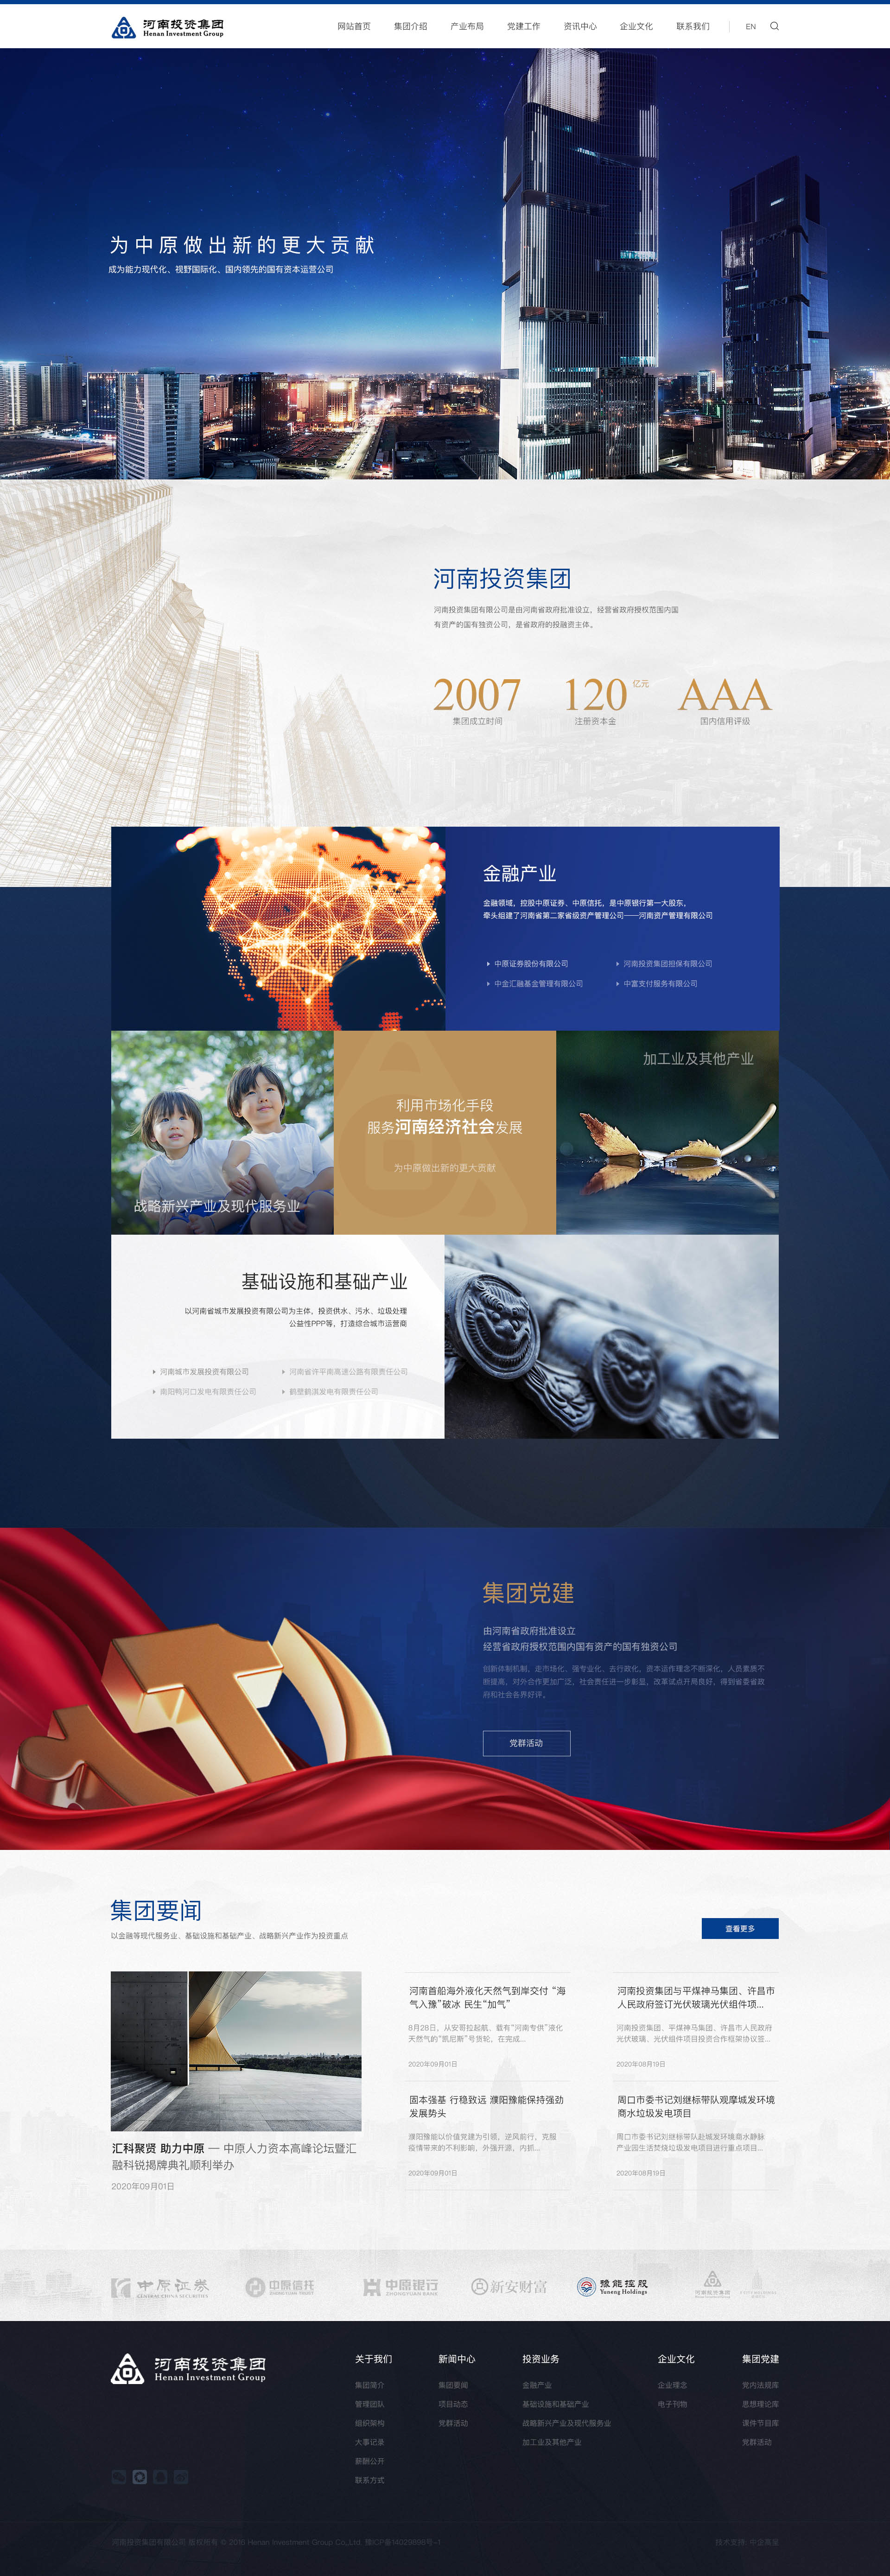 河南投资集团
Henan Investment Group
网站首页 集团介绍 产业布局 党建工作 资讯中心 企业文化 联系我们 EN
为中原做出新的更大贡献
成为能力现代化、视野国际化、国内领先的国有资本运营公司
河南投资集团
河南投资集团有限公司是由河南省政府批准设立，经营省政府授权范围内国
有资产的国有独资公司，是省政府的投融资主体。
2007 120 亿元 AAA
集团成立时间 注册资本金 国内信用评级
金融产业
金融领域，控股中原证券、中原信托，是中原银行第一大股东，
牵头组建了河南省第二家省级资产管理公司——河南资产管理有限公司
中原证券股份有限公司 河南投资集团担保有限公司
中金汇融基金管理有限公司 中富支付服务有限公司
战略新兴产业及现代服务业
利用市场化手段
服务河南经济社会发展
为中原做出新的更大贡献
加工业及其他产业
基础设施和基础产业
以河南省城市发展投资有限公司为主体，投资供水、污水、垃圾处理
公益性PPP等，打造综合城市运营商
河南城市发展投资有限公司 河南省许平南高速公路有限责任公司
南阳鸭河口发电有限责任公司 鹤壁鹤淇发电有限责任公司
集团党建
由河南省政府批准设立
经营省政府授权范围内国有资产的国有独资公司
创新体制机制，走市场化、强专业化、去行政化，资本运作理念不断深化，人员素质不
断提高，对外合作更加广泛，社会责任进一步彰显，改革试点开局良好，得到省委省政
府和社会各界好评。
党群活动
集团要闻
以金融等现代服务业、基础设施和基础产业、战略新兴产业作为投资重点
查看更多
汇科聚贤 助力中原 — 中原人力资本高峰论坛暨汇
融科锐揭牌典礼顺利举办
2020年09月01日
河南首船海外液化天然气到岸交付 “海
气入豫”破冰 民生“加气”
8月28日，从安哥拉起航、载有“河南专供”液化
天然气的“凯尼斯”号货轮，在完成...
2020年09月01日
河南投资集团与平煤神马集团、许昌市
人民政府签订光伏玻璃光伏组件项...
河南投资集团、平煤神马集团、许昌市人民政府
光伏玻璃、光伏组件项目投资合作框架协议签...
2020年08月19日
固本强基 行稳致远 濮阳豫能保持强劲
发展势头
濮阳豫能以价值党建为引领，逆风前行，克服
疫情带来的不利影响，外强开源，内抓...
2020年09月01日
周口市委书记刘继标带队观摩城发环境
商水垃圾发电项目
周口市委书记刘继标带队赴城发环境商水静脉
产业园生活焚烧垃圾发电项目进行重点项目...
2020年08月19日
中原证券
CENTRAL CHINA SECURITIES
中原信托
中原银行
ZHONGYUAN BANK
新安财富
豫能控股
Yuneng Holdings
河南投资集团
Henan Investment Group
关于我们 新闻中心 投资业务 企业文化 集团党建
集团简介 集团要闻 金融产业 企业理念 党内法规库
管理团队 项目动态 基础设施和基础产业 电子刊物 思想理论库
组织架构 党群活动 战略新兴产业及现代服务业 课件节目库
大事记录 加工业及其他产业 党群活动
薪酬公开
联系方式
河南投资集团有限公司 版权所有 © 2016 Henan Investment Group Co.,Ltd. 豫ICP备14029896号-1